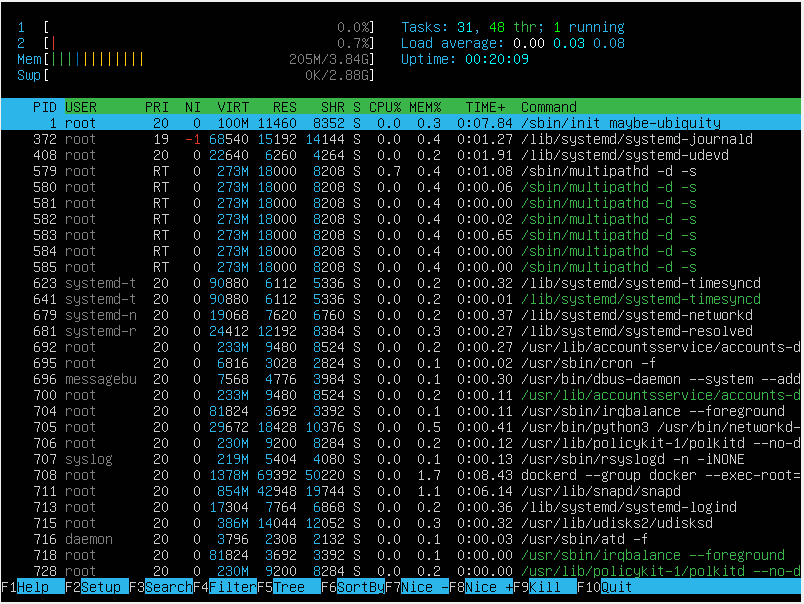 1 [ 0.0%] Tasks: 31, 48 thr; 1 running
2 [| 0.7%] Load average: 0.00 0.03 0.08
Mem[|||||||||||| 205M/3.84G] Uptime: 00:20:09
Swp[ 0K/2.88G]
PID USER PRI NI VIRT RES SHR S CPU% MEM% TIME+ Command
1 root 20 0 100M 11460 8352 S 0.0 0.3 0:07.84 /sbin/init maybe-ubiquity
372 root 19 -1 68540 15192 14144 S 0.0 0.4 0:01.27 /lib/systemd/systemd-journald
408 root 20 0 22640 6260 4264 S 0.0 0.2 0:01.91 /lib/systemd/systemd-udevd
579 root RT 0 273M 18000 8208 S 0.7 0.4 0:01.08 /sbin/multipathd -d -s
580 root RT 0 273M 18000 8208 S 0.0 0.4 0:00.06 /sbin/multipathd -d -s
581 root RT 0 273M 18000 8208 S 0.0 0.4 0:00.00 /sbin/multipathd -d -s
582 root RT 0 273M 18000 8208 S 0.0 0.4 0:00.02 /sbin/multipathd -d -s
583 root RT 0 273M 18000 8208 S 0.0 0.4 0:00.65 /sbin/multipathd -d -s
584 root RT 0 273M 18000 8208 S 0.0 0.4 0:00.00 /sbin/multipathd -d -s
585 root RT 0 273M 18000 8208 S 0.0 0.4 0:00.00 /sbin/multipathd -d -s
623 systemd-t 20 0 90880 6112 5336 S 0.0 0.2 0:00.32 /lib/systemd/systemd-timesyncd
641 systemd-t 20 0 90880 6112 5336 S 0.0 0.2 0:00.01 /lib/systemd/systemd-timesyncd
679 systemd-n 20 0 19068 7620 6760 S 0.0 0.2 0:00.37 /lib/systemd/systemd-networkd
681 systemd-r 20 0 24412 12192 8384 S 0.0 0.3 0:00.27 /lib/systemd/systemd-resolved
692 root 20 0 233M 9480 8524 S 0.0 0.2 0:00.27 /usr/lib/accountsservice/accounts-d
695 root 20 0 6816 3028 2824 S 0.0 0.1 0:00.02 /usr/sbin/cron -f
696 messagebu 20 0 7568 4776 3984 S 0.0 0.1 0:00.30 /usr/bin/dbus-daemon --system --add
700 root 20 0 233M 9480 8524 S 0.0 0.2 0:00.11 /usr/lib/accountsservice/accounts-d
704 root 20 0 81824 3692 3392 S 0.0 0.1 0:00.11 /usr/sbin/irqbalance --foreground
705 root 20 0 29672 18428 10376 S 0.0 0.5 0:00.41 /usr/bin/python3 /usr/bin/networkd-
706 root 20 0 230M 9200 8284 S 0.0 0.2 0:00.12 /usr/lib/policykit-1/polkitd --no-d
707 syslog 20 0 219M 5404 4080 S 0.0 0.1 0:00.13 /usr/sbin/rsyslogd -n -iNONE
708 root 20 0 1378M 69392 50220 S 0.0 1.7 0:08.43 dockerd --group docker --exec-root=
711 root 20 0 854M 42948 19744 S 0.0 1.1 0:06.14 /usr/lib/snapd/snapd
713 root 20 0 17304 7764 6868 S 0.0 0.2 0:00.36 /lib/systemd/systemd-logind
715 root 20 0 386M 14044 12052 S 0.0 0.3 0:00.32 /usr/lib/udisks2/udisksd
716 daemon 20 0 3796 2308 2132 S 0.0 0.1 0:00.03 /usr/sbin/atd -f
718 root 20 0 81824 3692 3392 S 0.0 0.1 0:00.00 /usr/sbin/irqbalance --foreground
728 root 20 0 230M 9200 8284 S 0.0 0.2 0:00.00 /usr/lib/policykit-1/polkitd --no-d
F1Help F2Setup F3SearchF4FilterF5Tree F6SortByF7Nice -F8Nice +F9Kill F10Quit